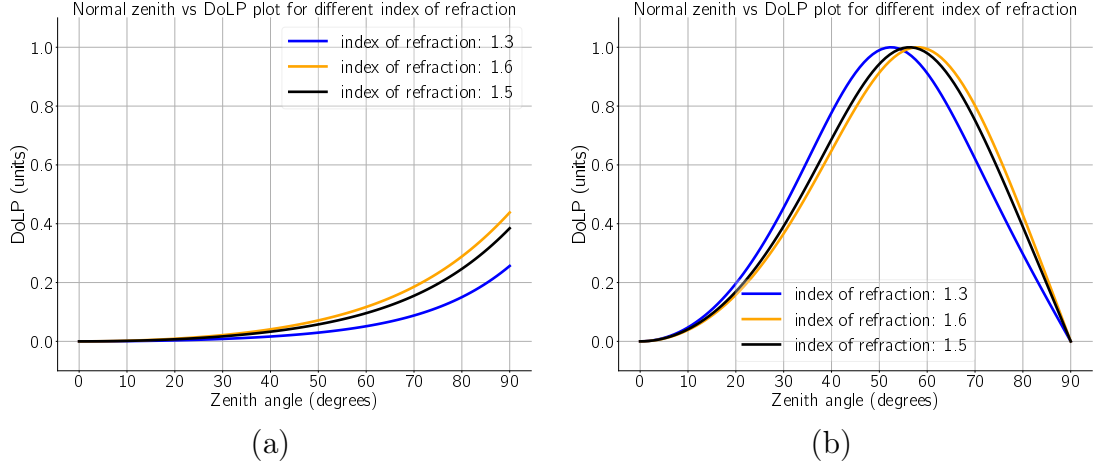 Normal zenith vs DoLP plot for different index of refraction
index of refraction: 1.3
index of refraction: 1.6
index of refraction: 1.5
1.0
0.8
0.6
0.4
0.2
0.0
DoLP (units)
0 10 20 30 40 50 60 70 80 90
Zenith angle (degrees)
(a)
Normal zenith vs DoLP plot for different index of refraction
1.0
0.8
0.6
0.4
0.2
0.0
DoLP (units)
index of refraction: 1.3
index of refraction: 1.6
index of refraction: 1.5
0 10 20 30 40 50 60 70 80 90
Zenith angle (degrees)
(b)